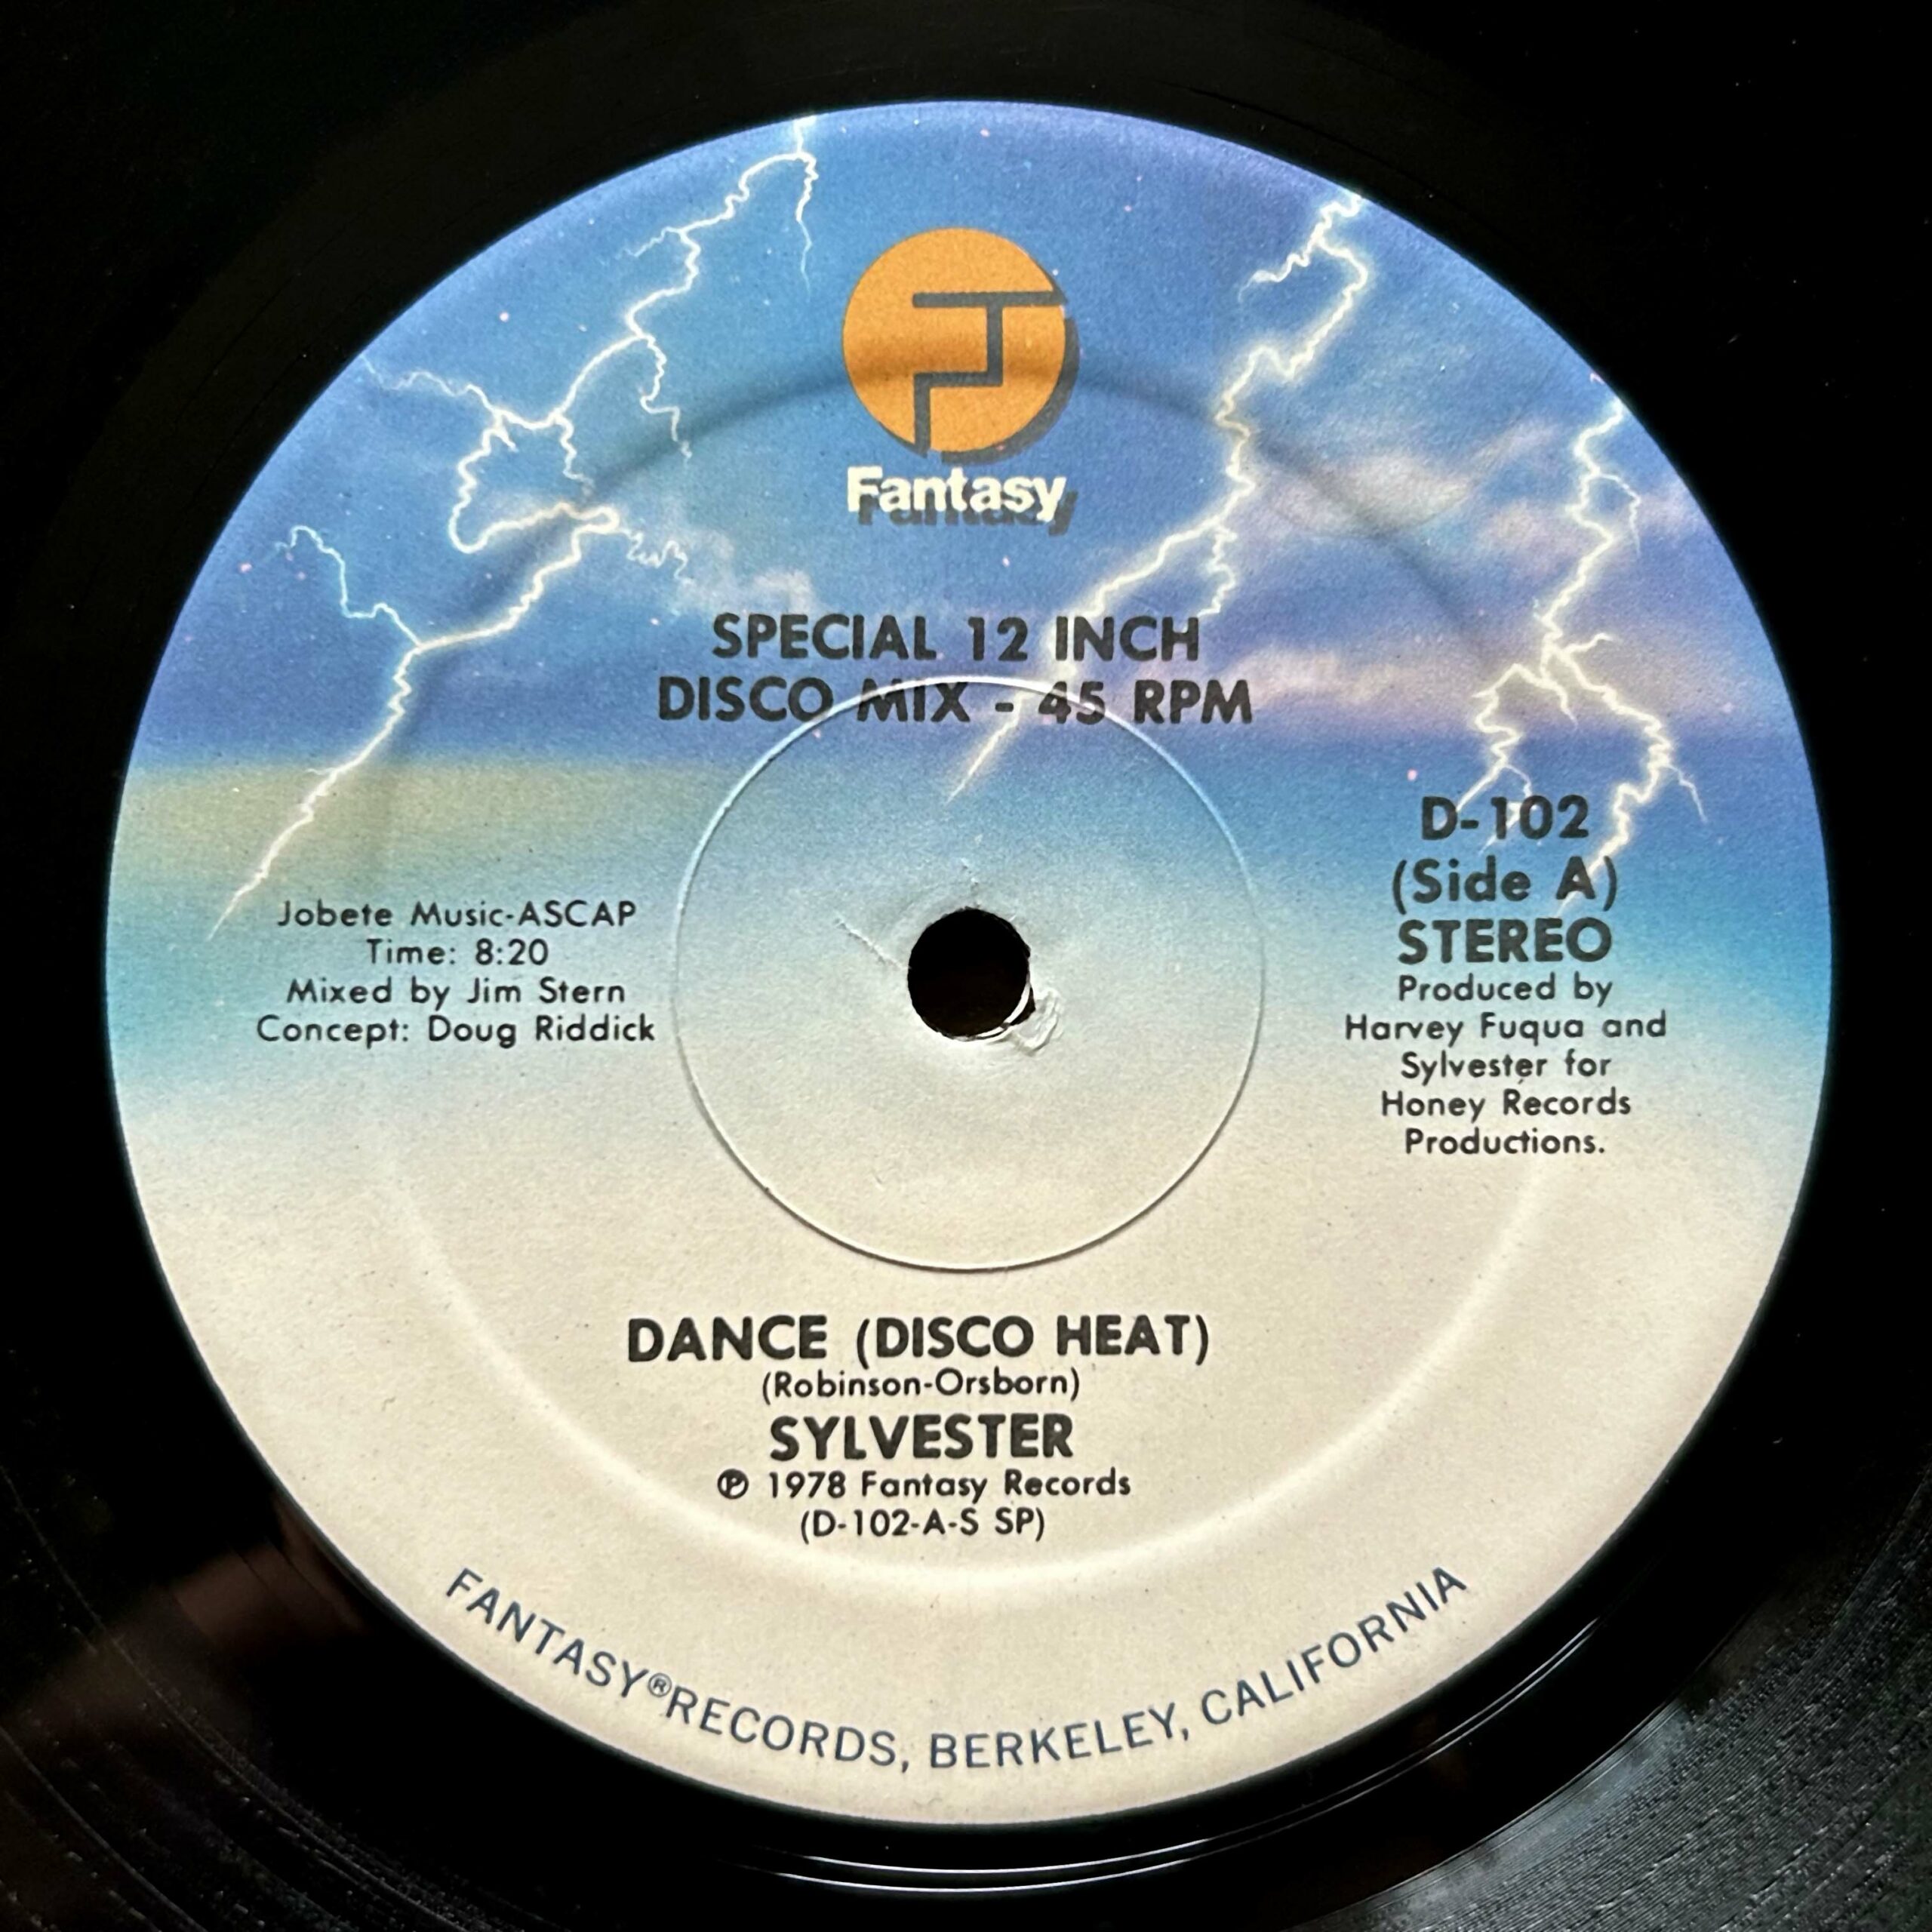 Fantasy
SPECIAL 12 INCH
DISCO MIX - 45 RPM
D-102
(Side A)
STEREO
Produced by
Harvey Fuqua and
Sylvester for
Honey Records
Productions.
Jobete Music-ASCAP
Time: 8:20
Mixed by Jim Stern
Concept: Doug Riddick
DANCE (DISCO HEAT)
(Robinson-Orsborn)
SYLVESTER
℗ 1978 Fantasy Records
(D-102-A-S SP)
FANTASY® RECORDS, BERKELEY, CALIFORNIA